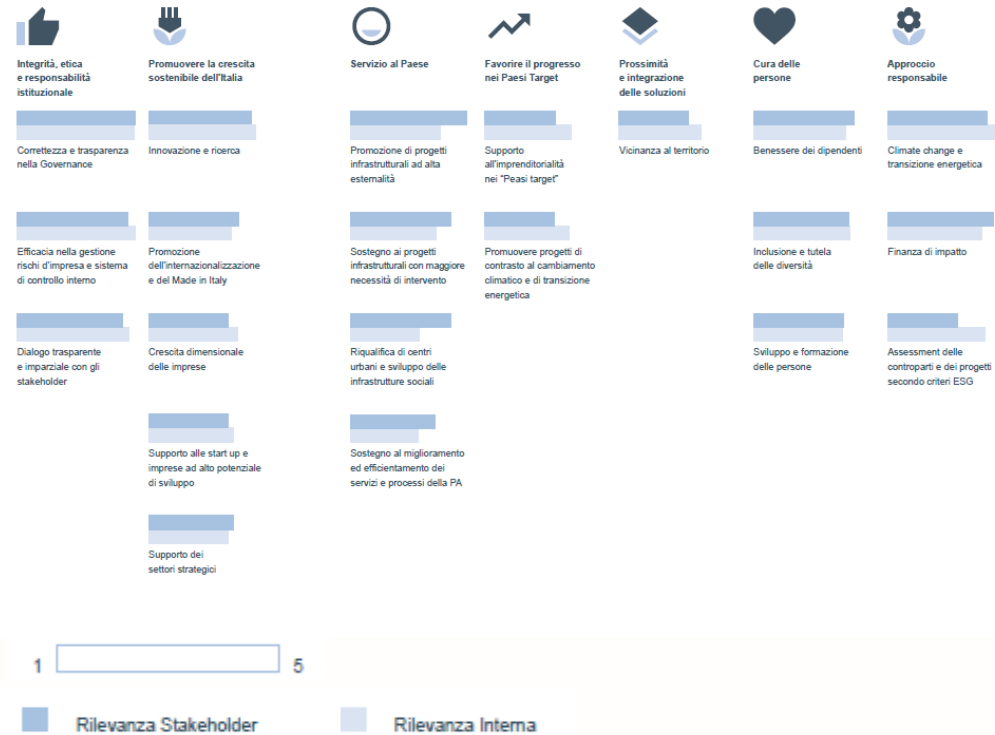 Integrità, etica
e responsabilità
istituzionale
Correttezza e trasparenza
nella Governance
Efficacia nella gestione
rischi d'impresa e sistema
di controllo interno
Dialogo trasparente
e imparziale con gli
stakeholder
Promuovere la crescita
sostenibile dell'Italia
Innovazione e ricerca
Promozione
dell'internazionalizzazione
e del Made in Italy
Crescita dimensionale
delle imprese
Supporto alle start up e
imprese ad alto potenziale
di sviluppo
Supporto dei
settori strategici
Servizio al Paese
Promozione di progetti
infrastrutturali ad alta
esternalità
Sostegno ai progetti
infrastrutturali con maggiore
necessità di intervento
Riqualifica di centri
urbani e sviluppo delle
infrastrutture sociali
Sostegno al miglioramento
ed efficientamento dei
servizi e processi della PA
Favorire il progresso
nei Paesi Target
Supporto
all'imprenditorialità
nei "Peasi target"
Promuovere progetti di
contrasto al cambiamento
climatico e di transizione
energetica
Prossimità
e integrazione
delle soluzioni
Vicinanza al territorio
Cura delle
persone
Benessere dei dipendenti
Inclusione e tutela
delle diversità
Sviluppo e formazione
delle persone
Approccio
responsabile
Climate change e
transizione energetica
Finanza di impatto
Assessment delle
controparti e dei progetti
secondo criteri ESG
1 5
Rilevanza Stakeholder
Rilevanza Interna